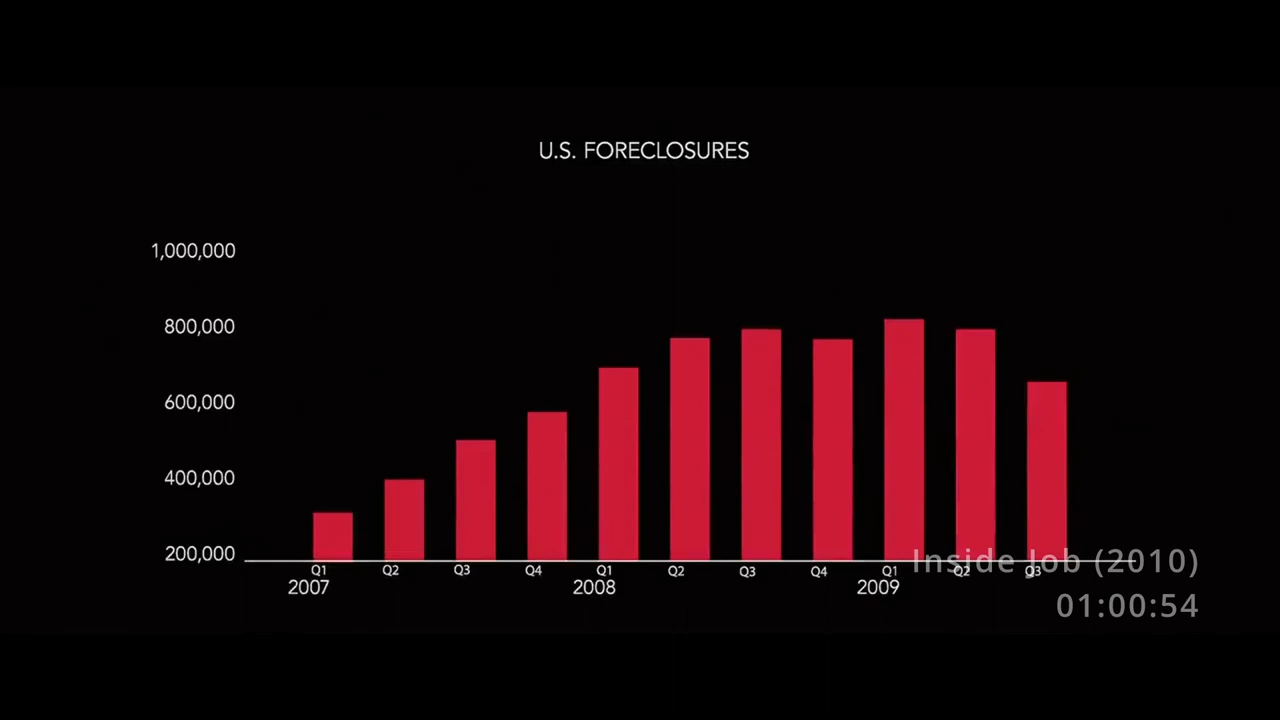 U.S. FORECLOSURES
1,000,000
800,000
600,000
400,000
200,000
Q1 Q2 Q3 Q4 Q1 Q2 Q3 Q4 Q1 Q2 Q3
2007 2008 2009
Inside Job (2010)
01:00:54